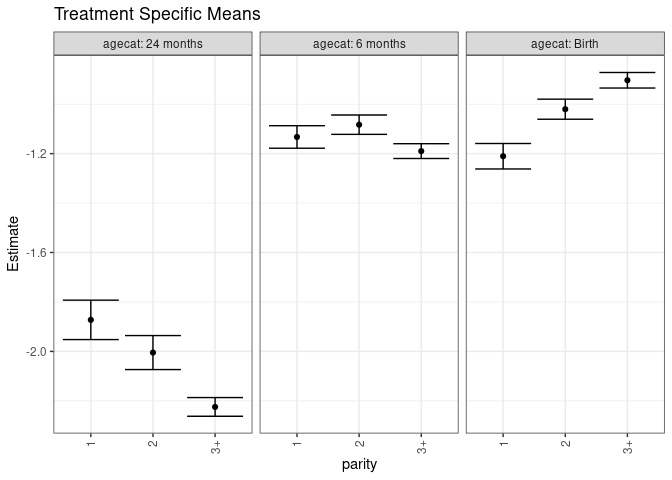 Treatment Specific Means
agecat: 24 months
agecat: 6 months
agecat: Birth
Estimate
-1.2
-1.6
-2.0
1
2
3+
1
2
3+
1
2
3+
parity